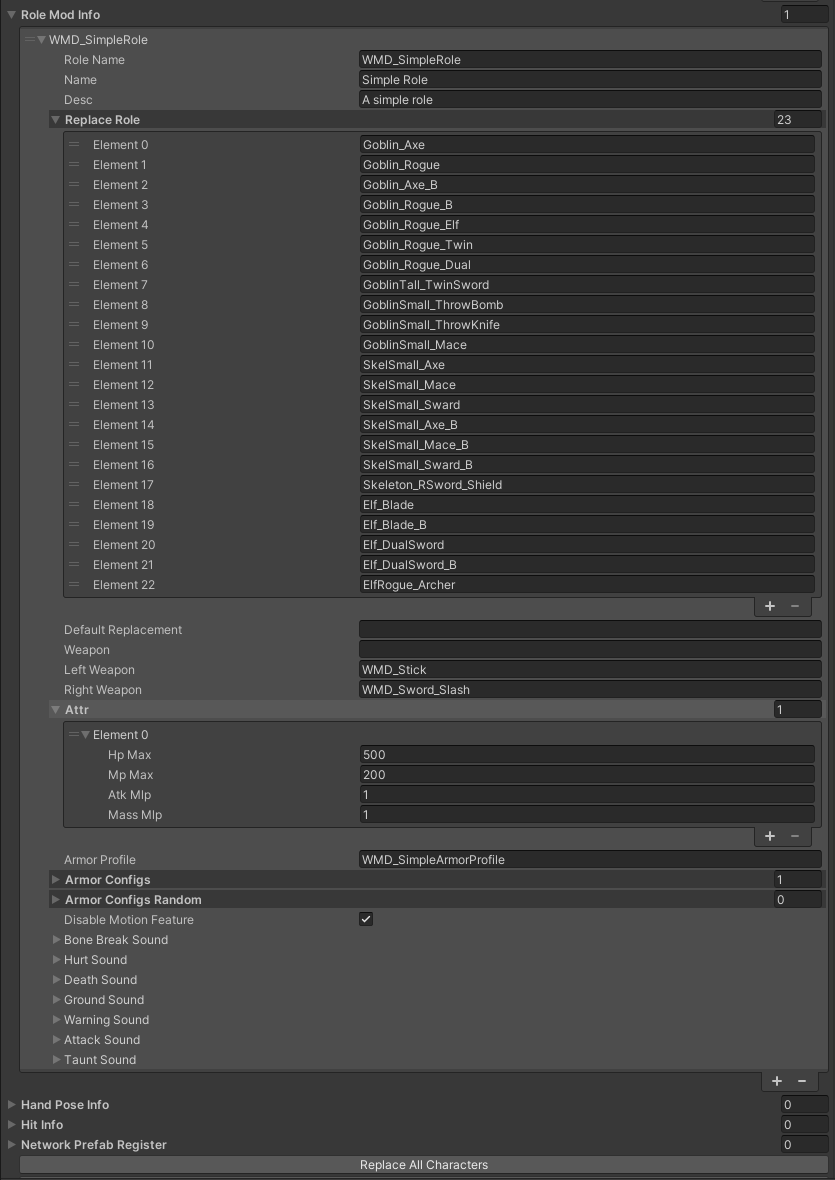 Role Mod Info 1
WMD_SimpleRole
Role Name WMD_SimpleRole
Name Simple Role
Desc A simple role
Replace Role 23
Element 0 Goblin_Axe
Element 1 Goblin_Rogue
Element 2 Goblin_Axe_B
Element 3 Goblin_Rogue_B
Element 4 Goblin_Rogue_Elf
Element 5 Goblin_Rogue_Twin
Element 6 Goblin_Rogue_Dual
Element 7 GoblinTall_TwinSword
Element 8 GoblinSmall_ThrowBomb
Element 9 GoblinSmall_ThrowKnife
Element 10 GoblinSmall_Mace
Element 11 SkelSmall_Axe
Element 12 SkelSmall_Mace
Element 13 SkelSmall_Sward
Element 14 SkelSmall_Axe_B
Element 15 SkelSmall_Mace_B
Element 16 SkelSmall_Sward_B
Element 17 Skeleton_RSword_Shield
Element 18 Elf_Blade
Element 19 Elf_Blade_B
Element 20 Elf_DualSword
Element 21 Elf_DualSword_B
Element 22 ElfRogue_Archer
+ −
Default Replacement
Weapon
Left Weapon WMD_Stick
Right Weapon WMD_Sword_Slash
Attr 1
Element 0
Hp Max 500
Mp Max 200
Atk Mlp 1
Mass Mlp 1
+ −
Armor Profile WMD_SimpleArmorProfile
Armor Configs 1
Armor Configs Random 0
Disable Motion Feature
Bone Break Sound
Hurt Sound
Death Sound
Ground Sound
Warning Sound
Attack Sound
Taunt Sound
+ −
Hand Pose Info 0
Hit Info 0
Network Prefab Register 0
Replace All Characters